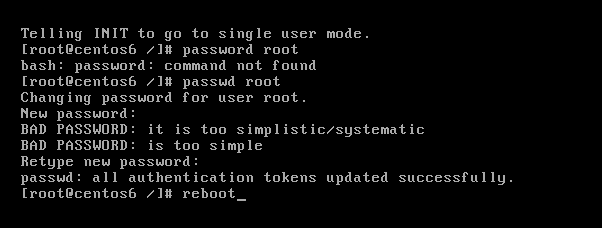 Telling INIT to go to single user mode.
[root@centos6 /]# password root
bash: password: command not found
[root@centos6 /]# passwd root
Changing password for user root.
New password:
BAD PASSWORD: it is too simplistic/systematic
BAD PASSWORD: is too simple
Retype new password:
passwd: all authentication tokens updated successfully.
[root@centos6 /]# reboot_